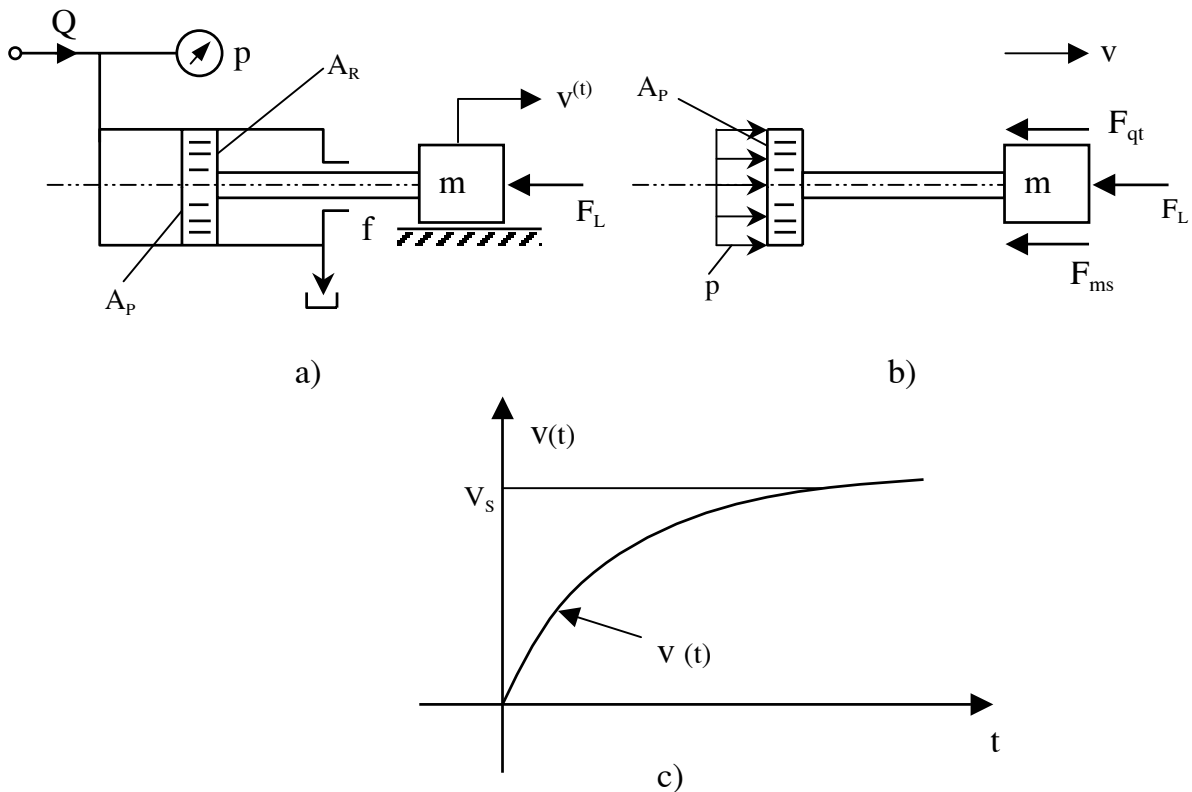 Q
p
A_R
v^(t)
m
F_L
f
A_P
a)
v
A_P
F_qt
m
F_L
F_ms
p
b)
v(t)
V_S
v (t)
t
c)